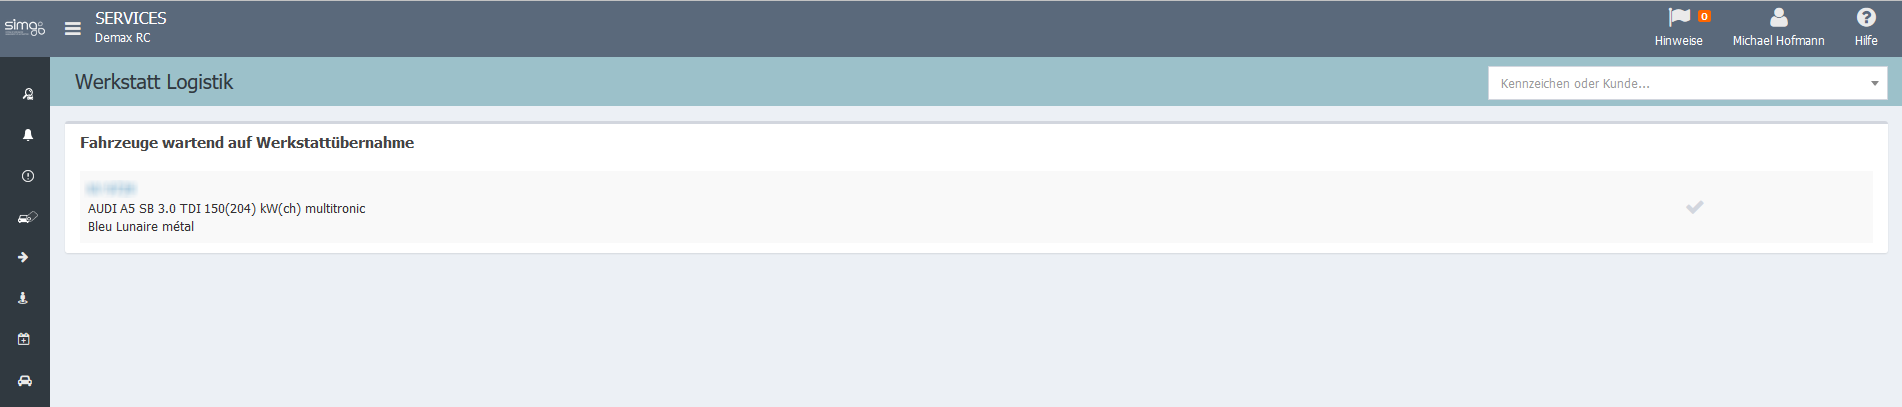 simgo
SERVICES
Demax RC
0
Hinweise
Michael Hofmann
Hilfe
Werkstatt Logistik
Kennzeichen oder Kunde...
Fahrzeuge wartend auf Werkstattübernahme
AUDI A5 SB 3.0 TDI 150(204) kW(ch) multitronic
Bleu Lunaire métal